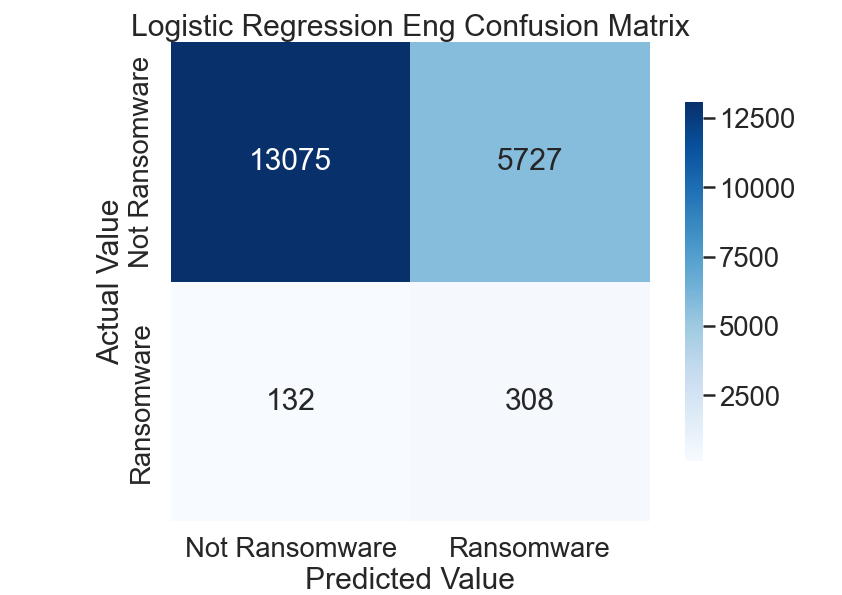 Logistic Regression Eng Confusion Matrix
Actual Value
Not Ransomware
Ransomware
13075
5727
132
308
Not Ransomware
Ransomware
Predicted Value
12500
10000
7500
5000
2500